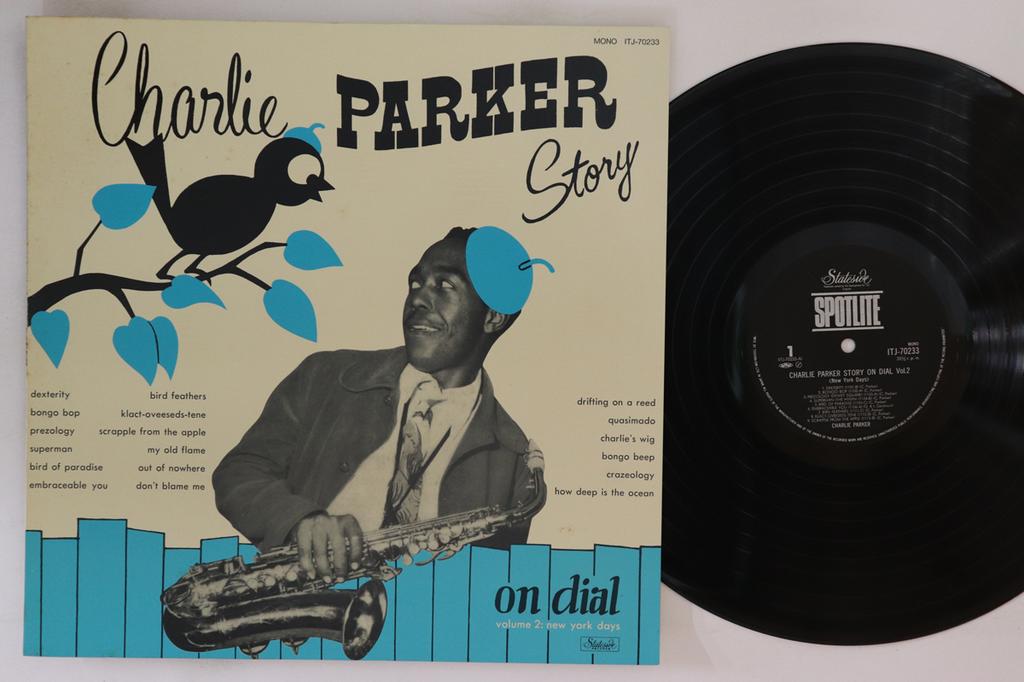 MONO ITJ-70233
Charlie PARKER Story
dexterity
bongo bop
prezology
superman
bird of paradise
embraceable you
bird feathers
klact-oveeseds-tene
scrapple from the apple
my old flame
out of nowhere
don't blame me
drifting on a reed
quasimado
charlie's wig
bongo beep
crazeology
how deep is the ocean
on dial
volume 2: new york days
Stateside
Stateside
SPOTLITE
1
MONO
ITJ-70233
33⅓ r. p. m.
CHARLIE PARKER STORY ON DIAL Vol.2
(New York Days)
CHARLIE PARKER